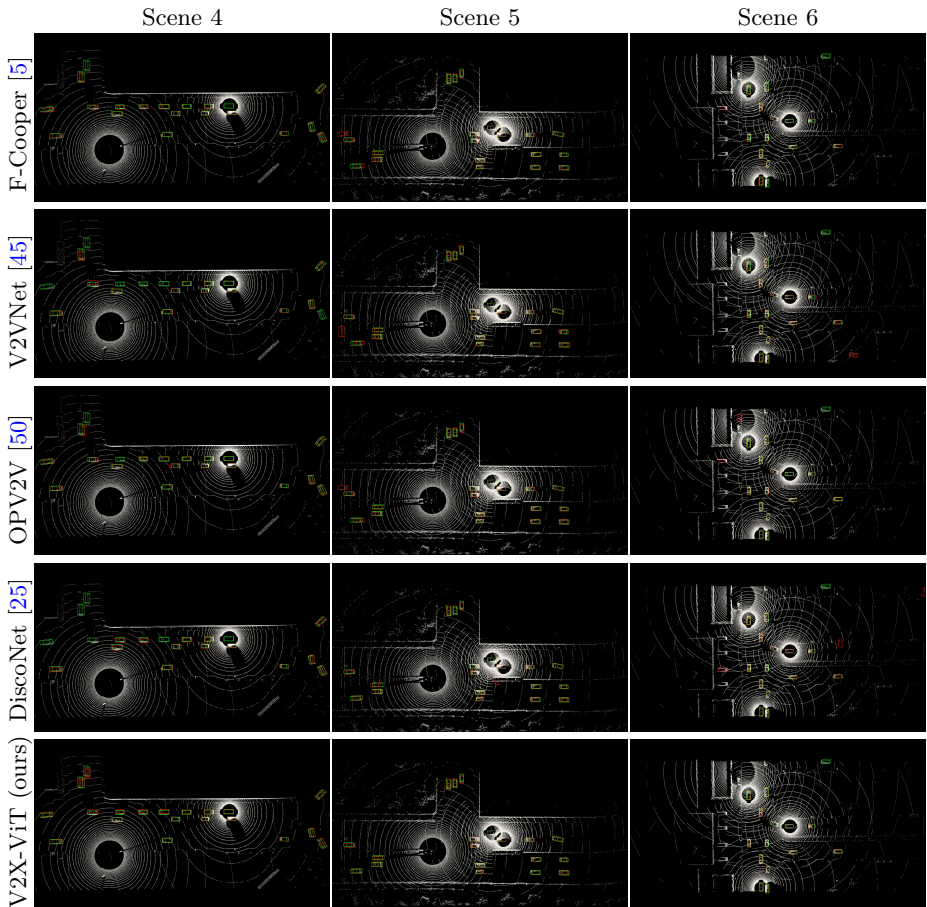 Scene 4
Scene 5
Scene 6
F-Cooper [5]
V2VNet [45]
OPV2V [50]
DiscoNet [25]
V2X-ViT (ours)